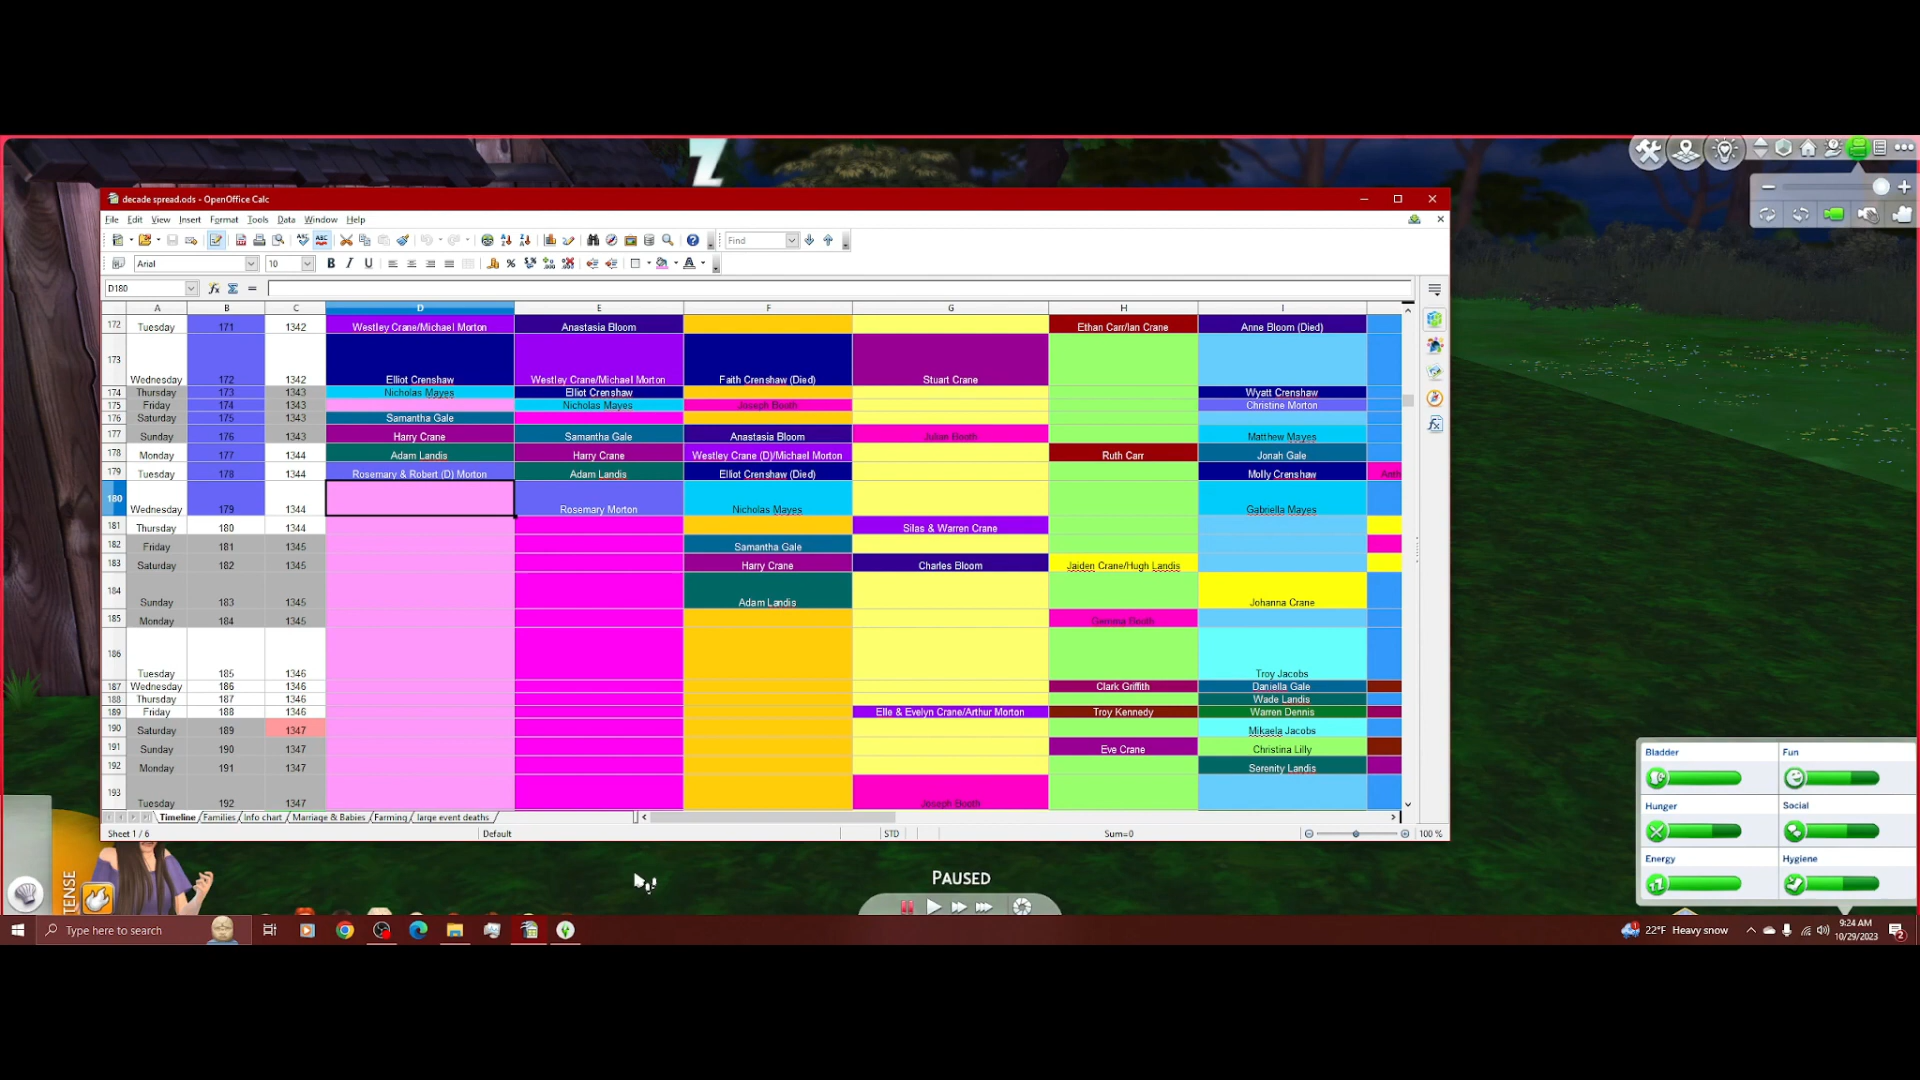 decade spread.ods - OpenOffice Calc
File Edit View Insert Format Tools Data Window Help
Find
Arial 10
D180
A B C D E F G H I
172 Tuesday 171 1342 Westley Crane/Michael Morton Anastasia Bloom Ethan Carr/Ian Crane Anne Bloom (Died)
173 Wednesday 172 1342 Elliot Crenshaw Westley Crane/Michael Morton Faith Crenshaw (Died) Stuart Crane
174 Thursday 173 1343 Nicholas Mayes Elliot Crenshaw Wyatt Crenshaw
175 Friday 174 1343 Nicholas Mayes Joseph Booth Christine Morton
176 Saturday 175 1343 Samantha Gale
177 Sunday 176 1343 Harry Crane Samantha Gale Anastasia Bloom Julian Booth Matthew Mayes
178 Monday 177 1344 Adam Landis Harry Crane Westley Crane (D)/Michael Morton Ruth Carr Jonah Gale
179 Tuesday 178 1344 Rosemary & Robert (D) Morton Adam Landis Elliot Crenshaw (Died) Molly Crenshaw
180 Wednesday 179 1344 Rosemary Morton Nicholas Mayes Gabriella Mayes
181 Thursday 180 1344 Silas & Warren Crane
182 Friday 181 1345 Samantha Gale
183 Saturday 182 1345 Harry Crane Charles Bloom Jaiden Crane/Hugh Landis
184 Sunday 183 1345 Adam Landis Johanna Crane
185 Monday 184 1345 Gemma Booth
186 Tuesday 185 1346 Troy Jacobs
187 Wednesday 186 1346 Clark Griffith Daniella Gale
188 Thursday 187 1346 Wade Landis
189 Friday 188 1346 Elle & Evelyn Crane/Arthur Morton Troy Kennedy Warren Dennis
190 Saturday 189 1347 Mikaela Jacobs
191 Sunday 190 1347 Eve Crane Christina Lilly
192 Monday 191 1347 Serenity Landis
193 Tuesday 192 1347 Joseph Booth
Timeline Families Info chart Marriage & Babies Farming large event deaths
Sheet 1 / 6 Default STD Sum=0 100 %
Bladder Fun
Hunger Social
Energy Hygiene
TENSE
PAUSED
Type here to search
22°F Heavy snow
9:24 AM
10/29/2023
2